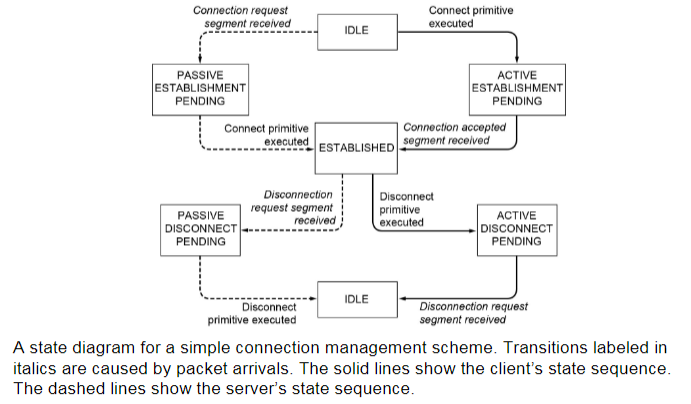 Connection request
segment received
IDLE
Connect primitive
executed
PASSIVE
ESTABLISHMENT
PENDING
ACTIVE
ESTABLISHMENT
PENDING
Connect primitive
executed
ESTABLISHED
Connection accepted
segment received
Disconnection
request segment
received
Disconnect
primitive
executed
PASSIVE
DISCONNECT
PENDING
ACTIVE
DISCONNECT
PENDING
Disconnect
primitive executed
IDLE
Disconnection request
segment received
A state diagram for a simple connection management scheme. Transitions labeled in
italics are caused by packet arrivals. The solid lines show the client's state sequence.
The dashed lines show the server's state sequence.